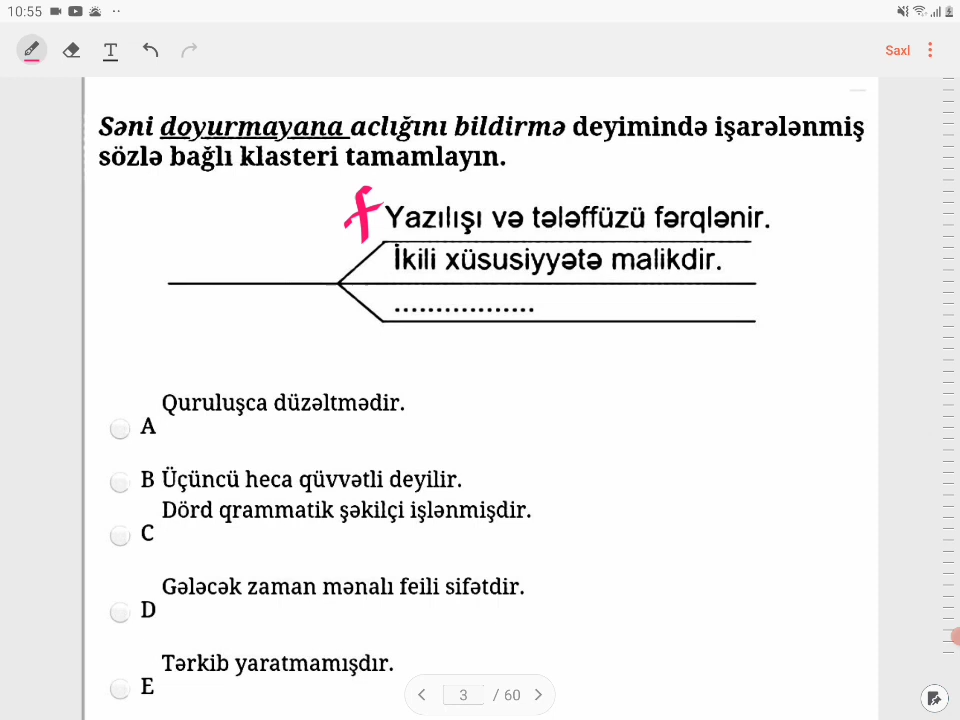 10:55
Saxl
Səni doyurmayana aclığını bildirmə deyimində işarələnmiş
sözlə bağlı klasteri tamamlayın.
f
Yazılışı və tələffüzü fərqlənir.
İkili xüsusiyyətə malikdir.
.................
Quruluşca düzəltmədir.
A
B Üçüncü heca qüvvətli deyilir.
Dörd qrammatik şəkilçi işlənmişdir.
C
Gələcək zaman mənalı feili sifətdir.
D
Tərkib yaratmamışdır.
E
3 / 60